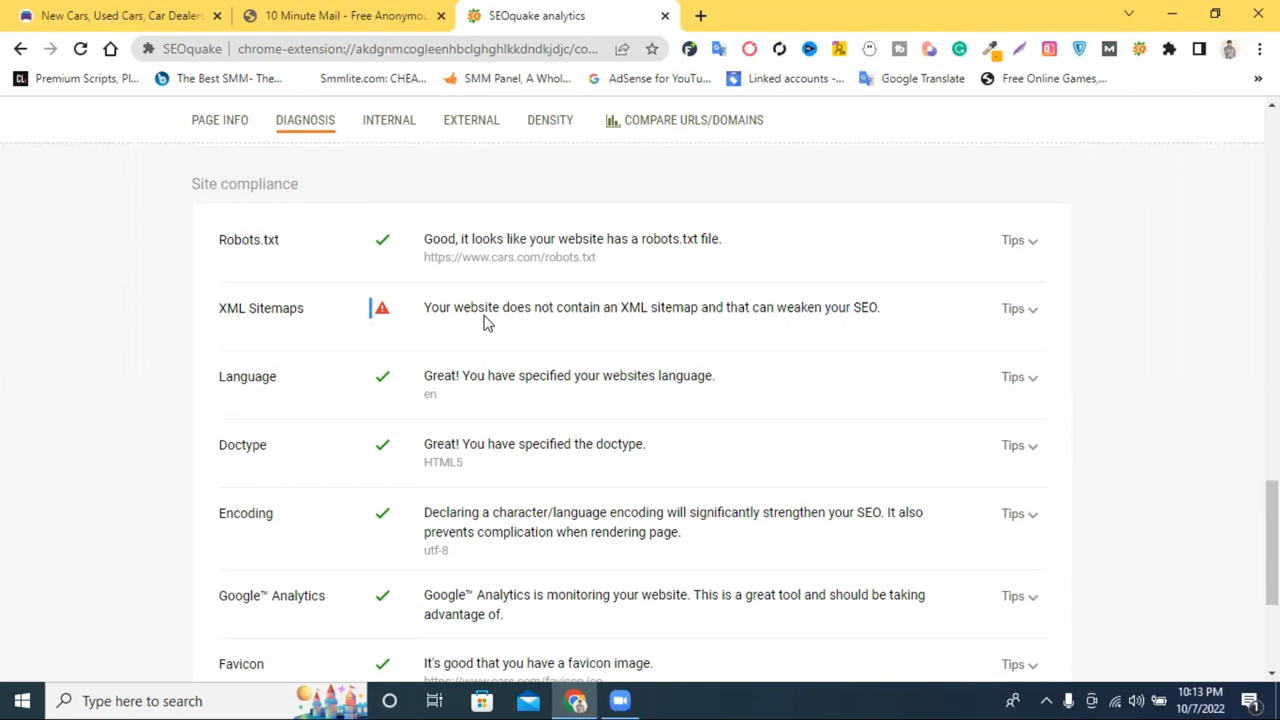 New Cars, Used Cars, Car Dealers
10 Minute Mail - Free Anonymou
SEOquake analytics
SEOquake
chrome-extension://akdgnmcogleenhbclghghlkkdndkjdjc/co...
Premium Scripts, Pl...
The Best SMM- The...
Smmlite.com: CHEA...
SMM Panel, A Whol...
AdSense for YouTu...
Linked accounts -...
Google Translate
Free Online Games,...
»
PAGE INFO
DIAGNOSIS
INTERNAL
EXTERNAL
DENSITY
COMPARE URLS/DOMAINS
Site compliance
Robots.txt
Good, it looks like your website has a robots.txt file.
Tips
https://www.cars.com/robots.txt
XML Sitemaps
Your website does not contain an XML sitemap and that can weaken your SEO.
Tips
Language
Great! You have specified your websites language.
Tips
en
Doctype
Great! You have specified the doctype.
Tips
HTML5
Encoding
Declaring a character/language encoding will significantly strengthen your SEO. It also
prevents complication when rendering page.
Tips
utf-8
Google™ Analytics
Google™ Analytics is monitoring your website. This is a great tool and should be taking
advantage of.
Tips
Favicon
It's good that you have a favicon image.
Tips
https://www.cars.com/favicon.ico
Type here to search
10:13 PM
10/7/2022